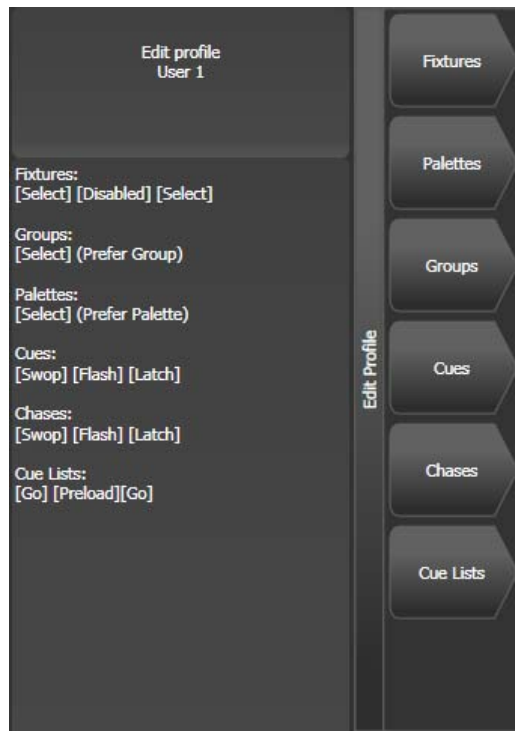 Edit profile
User 1
Fixtures:
[Select] [Disabled] [Select]
Groups:
[Select] (Prefer Group)
Palettes:
[Select] (Prefer Palette)
Cues:
[Swop] [Flash] [Latch]
Chases:
[Swop] [Flash] [Latch]
Cue Lists:
[Go] [Preload][Go]
Edit Profile
Fixtures
Palettes
Groups
Cues
Chases
Cue Lists